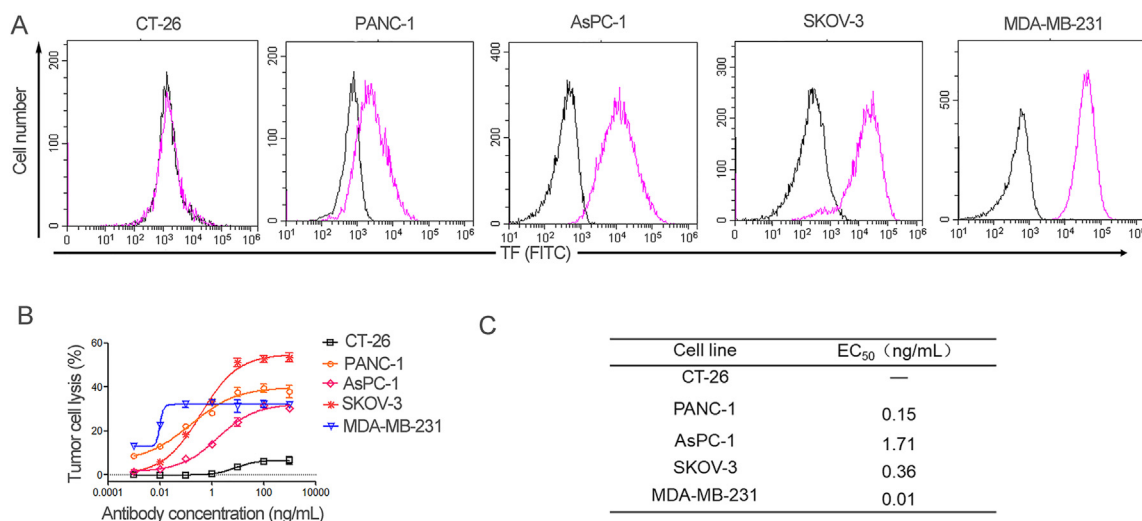 A
CT-26 PANC-1 AsPC-1 SKOV-3 MDA-MB-231
Cell number
0 100 200
0 10² 10³ 10⁴ 10⁵ 10⁶
0 80 120 200
10¹ 10² 10³ 10⁴ 10⁵ 10⁶
0 200 400
10¹ 10² 10³ 10⁴ 10⁵ 10⁶
0 100 200 300
0 10² 10³ 10⁴ 10⁵ 10⁶
0 500
10¹ 10² 10³ 10⁴ 10⁵ 10⁶
TF (FITC)
B
Tumor cell lysis (%)
60
40
20
0
0.0001 0.01 1 100 10000
Antibody concentration (ng/mL)
CT-26
PANC-1
AsPC-1
SKOV-3
MDA-MB-231
C
Cell line EC₅₀（ng/mL）
CT-26 —
PANC-1 0.15
AsPC-1 1.71
SKOV-3 0.36
MDA-MB-231 0.01